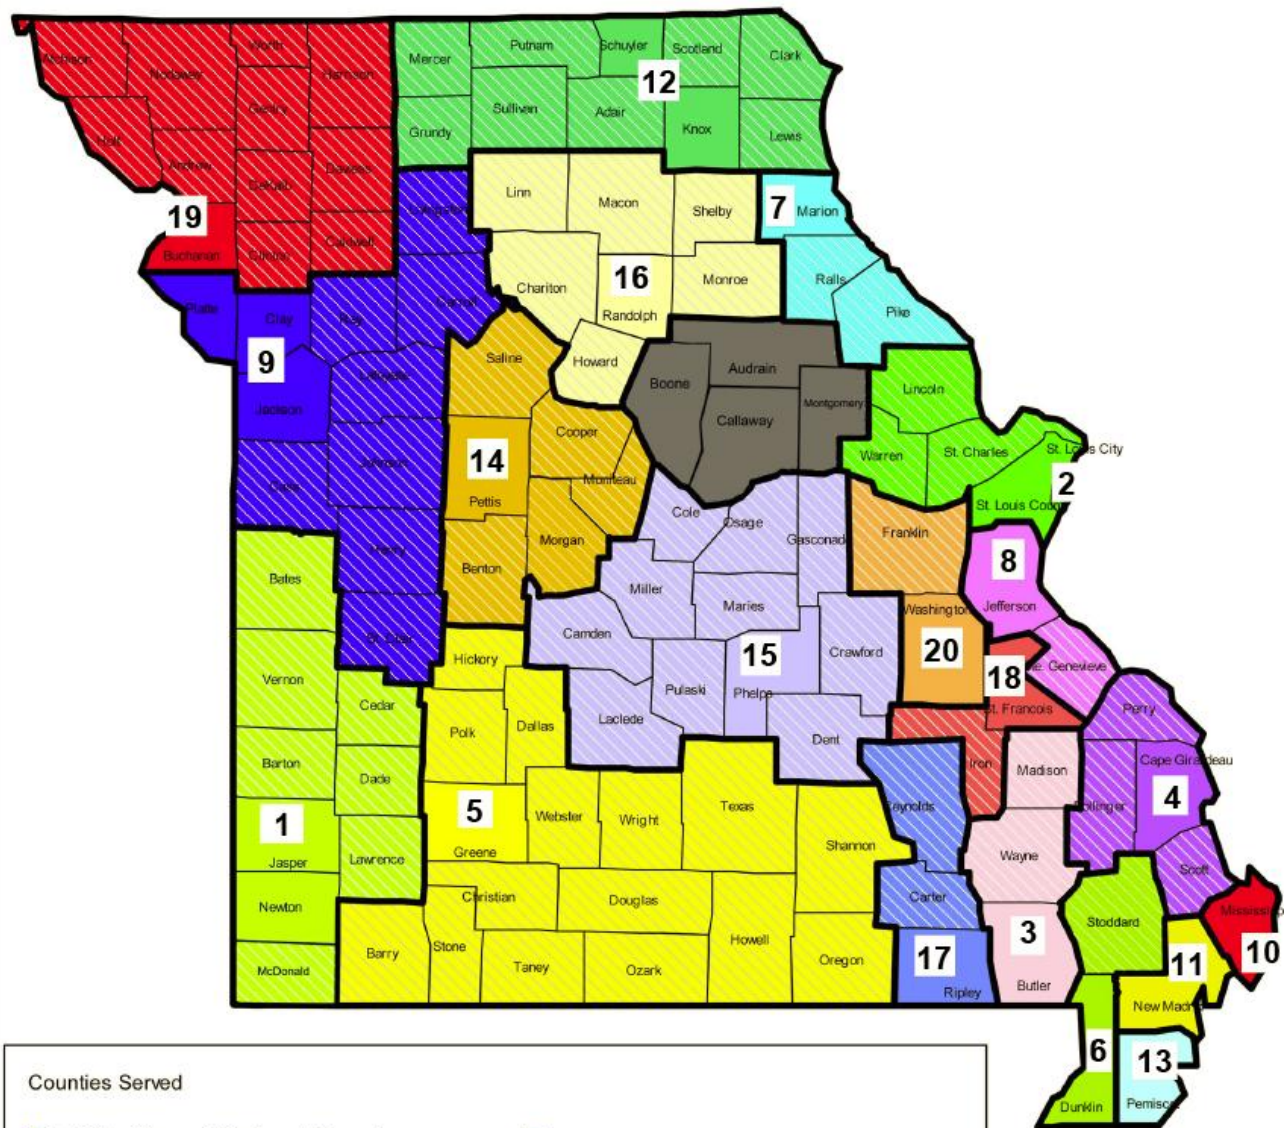 Atchison
Nodaway
Worth
Harrison
Mercer
Putnam
Schuyler
Scotland
Clark
12
Holt
Gentry
Grundy
Sullivan
Adair
Knox
Lewis
Andrew
DeKalb
Daviess
19
Buchanan
Clinton
Caldwell
Livingston
Linn
Macon
Shelby
7
Marion
Platte
Clay
Ray
Carroll
Chariton
16
Randolph
Monroe
Ralls
Pike
9
Jackson
Lafayette
Saline
Howard
Boone
Audrain
Callaway
Montgomery
Lincoln
Cass
Johnson
14
Pettis
Cooper
Moniteau
Warren
St. Charles
St. Louis City
2
St. Louis Coun
Bates
Henry
Benton
Morgan
Cole
Osage
Gasconad
Franklin
8
Jefferson
St. Clair
Miller
Maries
Washington
Vernon
Hickory
Camden
15
Phelps
Crawford
20
18
e. Genevieve
Cedar
Polk
Dallas
Laclede
Pulaski
Dent
St. Francois
Perry
Barton
Dade
Iron
Madison
Cape Girardeau
1
Jasper
Lawrence
5
Greene
Webster
Wright
Texas
Shannon
Reynolds
Wayne
Bollinger
4
Scott
Newton
Christian
Douglas
Howell
Carter
Stoddard
Mississip
McDonald
Barry
Stone
Taney
Ozark
Oregon
17
Ripley
3
Butler
11
10
New Mad
6
Dunklin
13
Pemisco
Counties Served